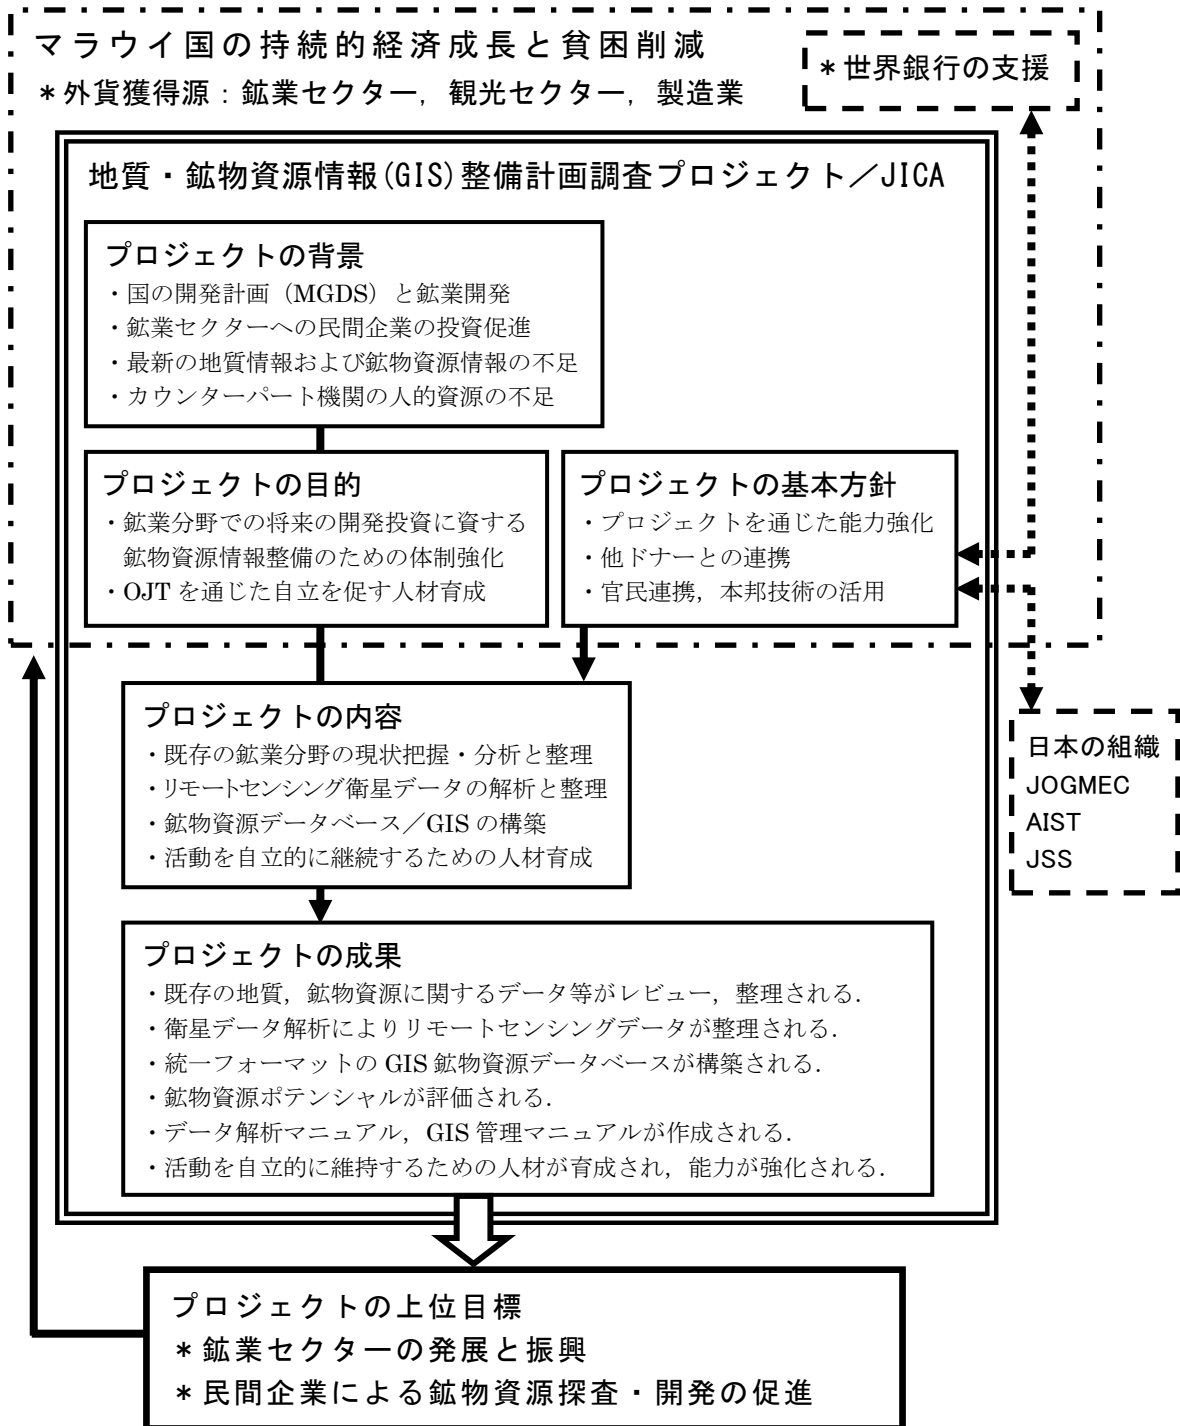 マラウイ国の持続的経済成長と貧困削減
＊外貨獲得源：鉱業セクター，観光セクター，製造業
＊世界銀行の支援
地質・鉱物資源情報(GIS)整備計画調査プロジェクト／JICA
プロジェクトの背景
・国の開発計画（MGDS）と鉱業開発
・鉱業セクターへの民間企業の投資促進
・最新の地質情報および鉱物資源情報の不足
・カウンターパート機関の人的資源の不足
プロジェクトの目的
・鉱業分野での将来の開発投資に資する
鉱物資源情報整備のための体制強化
・OJT を通じた自立を促す人材育成
プロジェクトの基本方針
・プロジェクトを通じた能力強化
・他ドナーとの連携
・官民連携，本邦技術の活用
プロジェクトの内容
・既存の鉱業分野の現状把握・分析と整理
・リモートセンシング衛星データの解析と整理
・鉱物資源データベース／GIS の構築
・活動を自立的に継続するための人材育成
日本の組織
JOGMEC
AIST
JSS
プロジェクトの成果
・既存の地質，鉱物資源に関するデータ等がレビュー，整理される．
・衛星データ解析によりリモートセンシングデータが整理される．
・統一フォーマットの GIS 鉱物資源データベースが構築される．
・鉱物資源ポテンシャルが評価される．
・データ解析マニュアル，GIS 管理マニュアルが作成される．
・活動を自立的に維持するための人材が育成され，能力が強化される．
プロジェクトの上位目標
＊鉱業セクターの発展と振興
＊民間企業による鉱物資源探査・開発の促進